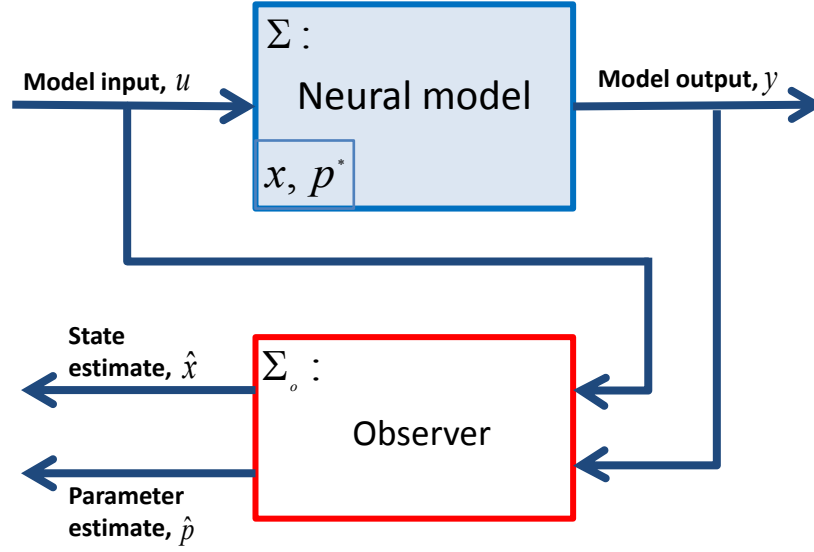 Σ :
Model input, u
Neural model
Model output, y
x, p*
State
estimate, x̂
Σₒ :
Observer
Parameter
estimate, p̂